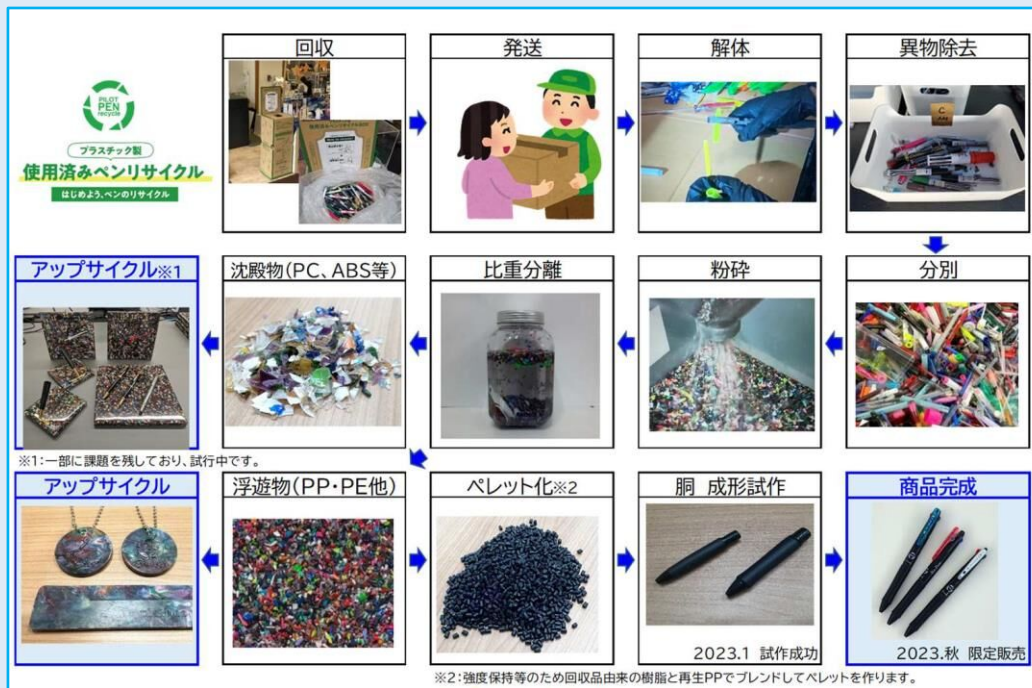 PILOT
PEN
recycle
プラスチック製
使用済みペンリサイクル
はじめよう、ペンのリサイクル
回収
発送
解体
異物除去
アップサイクル※1
沈殿物(PC、ABS等)
比重分離
粉砕
分別
※1:一部に課題を残しており、試行中です。
アップサイクル
浮遊物(PP・PE他)
ペレット化※2
胴 成形試作
商品完成
2023.1 試作成功
2023.秋 限定販売
※2:強度保持等のため回収品由来の樹脂と再生PPでブレンドしてペレットを作ります。